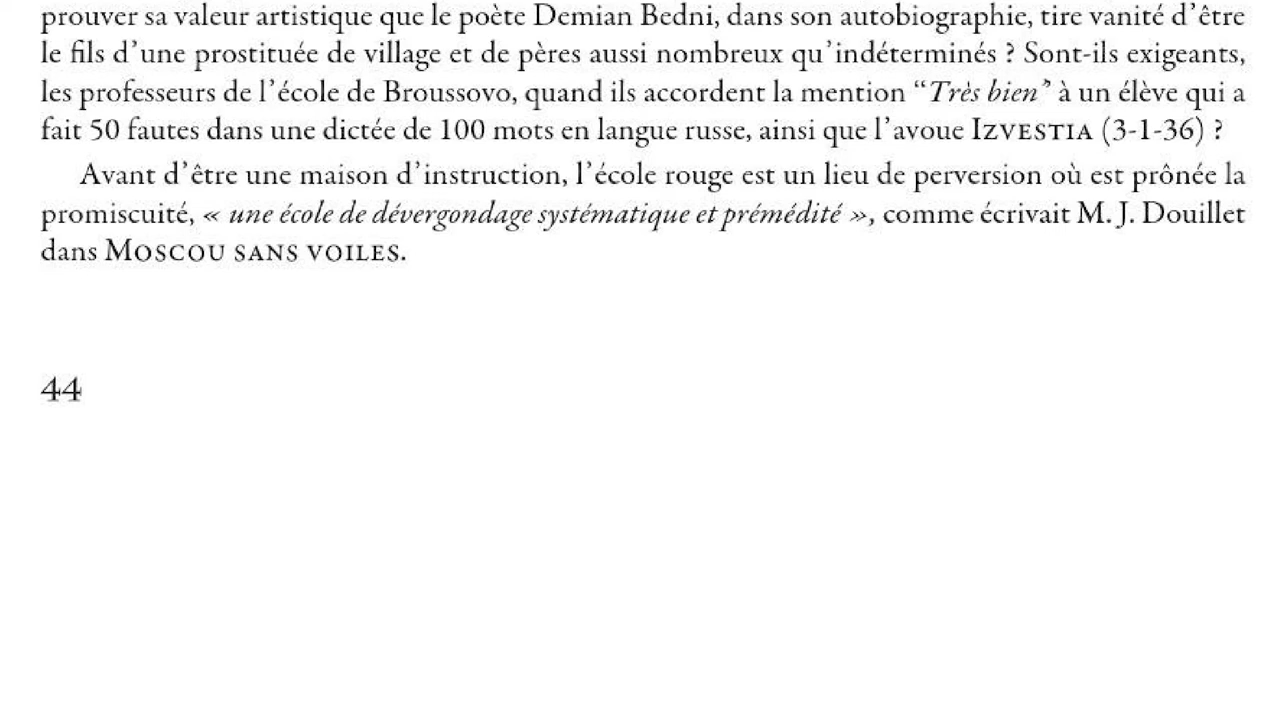 prouver sa valeur artistique que le poète Demian Bedni, dans son autobiographie, tire vanité d’être
le fils d’une prostituée de village et de pères aussi nombreux qu’indéterminés ? Sont-ils exigeants,
les professeurs de l’école de Broussovo, quand ils accordent la mention “Très bien” à un élève qui a
fait 50 fautes dans une dictée de 100 mots en langue russe, ainsi que l’avoue IZVESTIA (3-1-36) ?
Avant d’être une maison d’instruction, l’école rouge est un lieu de perversion où est prônée la
promiscuité, « une école de dévergondage systématique et prémédité », comme écrivait M. J. Douillet
dans MOSCOU SANS VOILES.
44